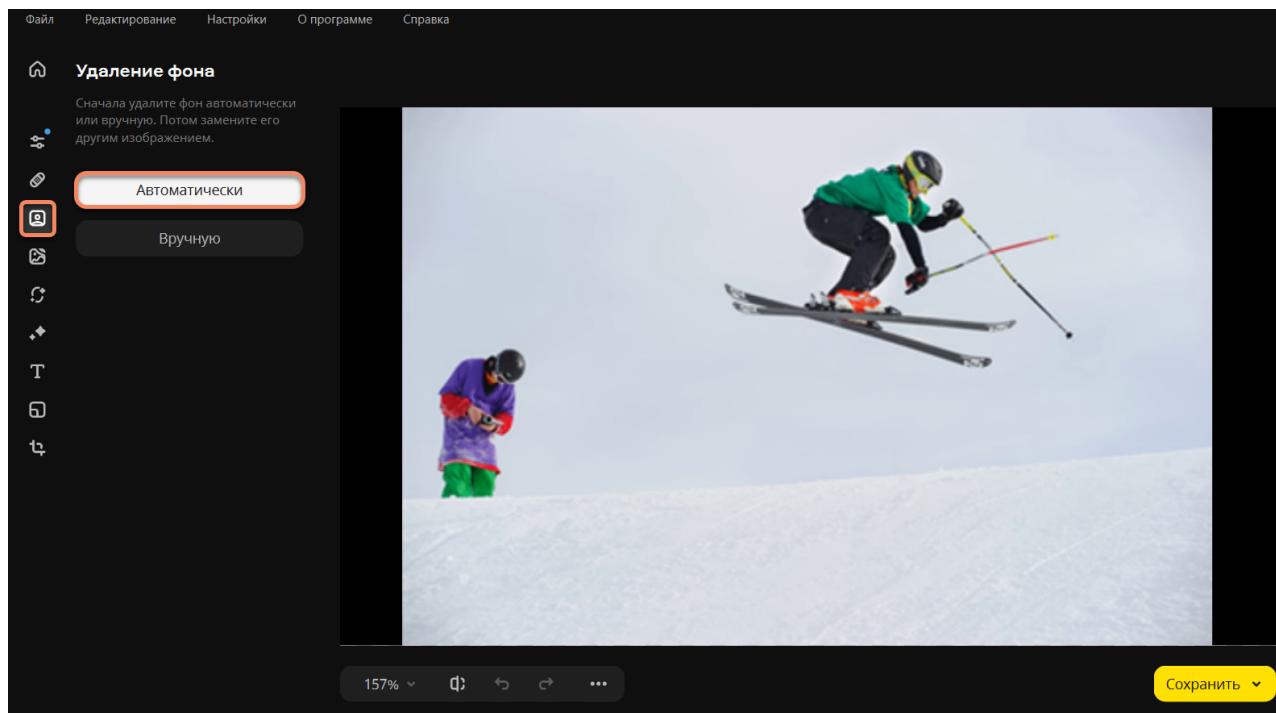 Файл Редактирование Настройки О программе Справка
Удаление фона
Сначала удалите фон автоматически
или вручную. Потом замените его
другим изображением.
Автоматически
Вручную
157%
Сохранить